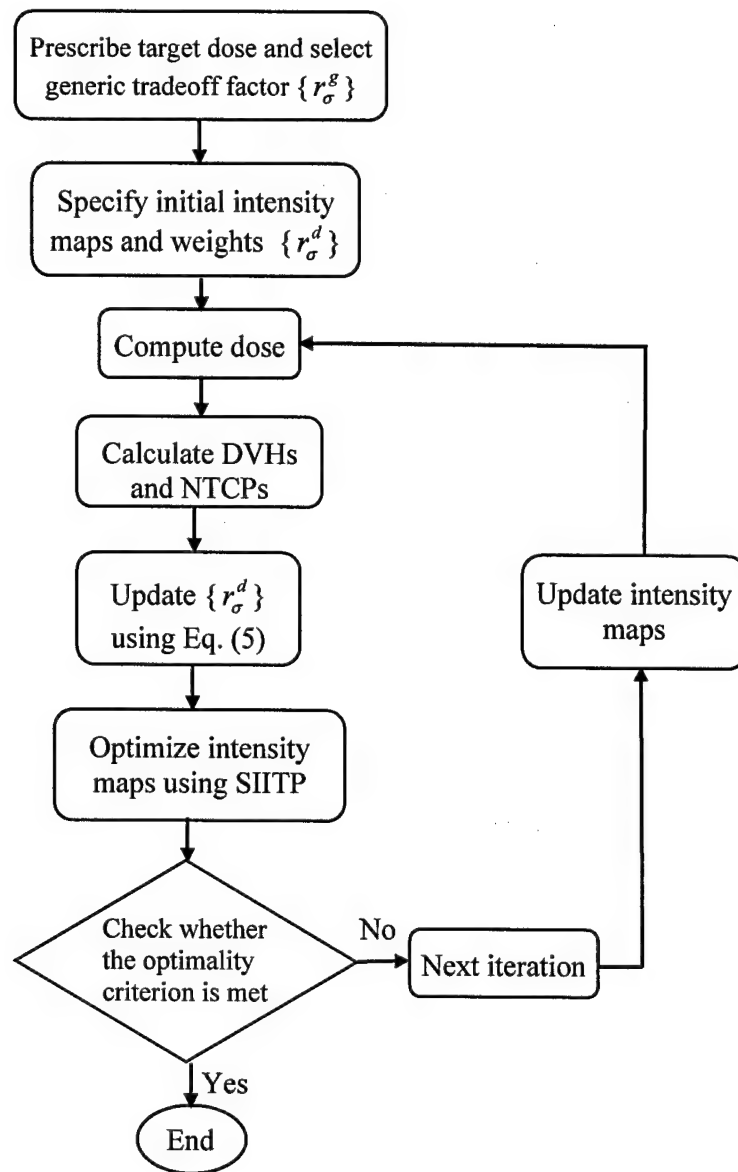 Prescribe target dose and select
generic tradeoff factor { r_σ^g }
Specify initial intensity
maps and weights { r_σ^d }
Compute dose
Calculate DVHs
and NTCPs
Update { r_σ^d }
using Eq. (5)
Optimize intensity
maps using SIITP
Check whether
the optimality
criterion is met
No
Next iteration
Update intensity
maps
Yes
End